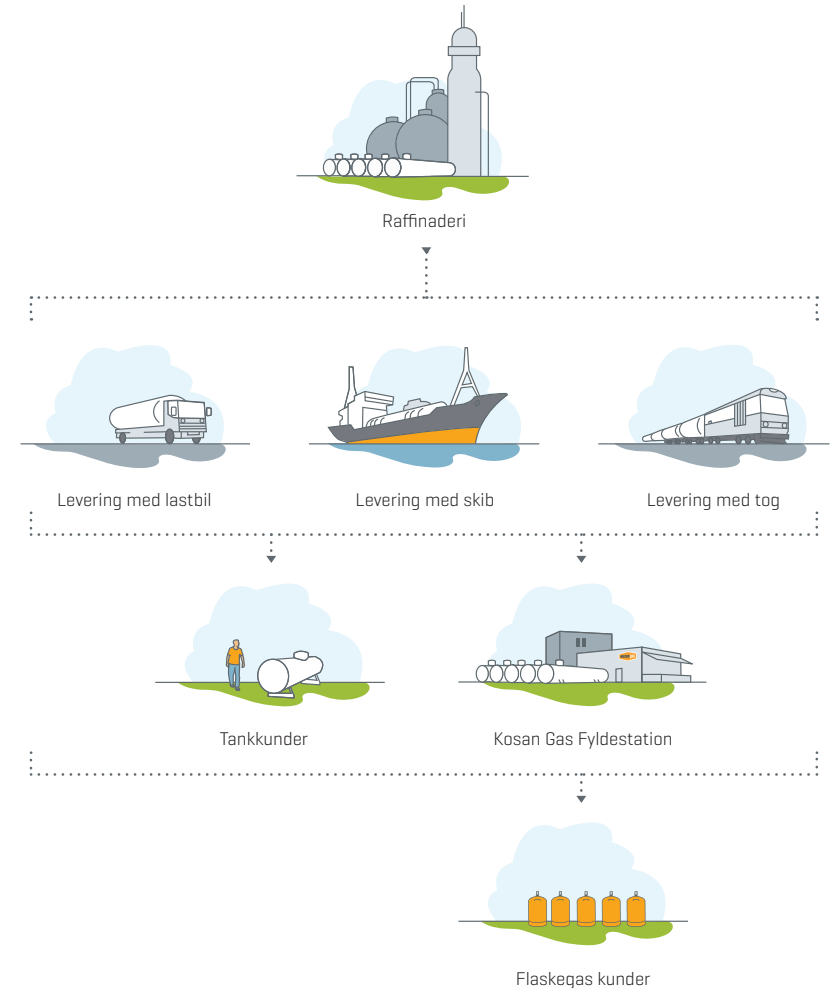 Raffinaderi
Levering med lastbil
Levering med skib
Levering med tog
Tankkunder
Kosan Gas Fyldestation
Flaskegas kunder